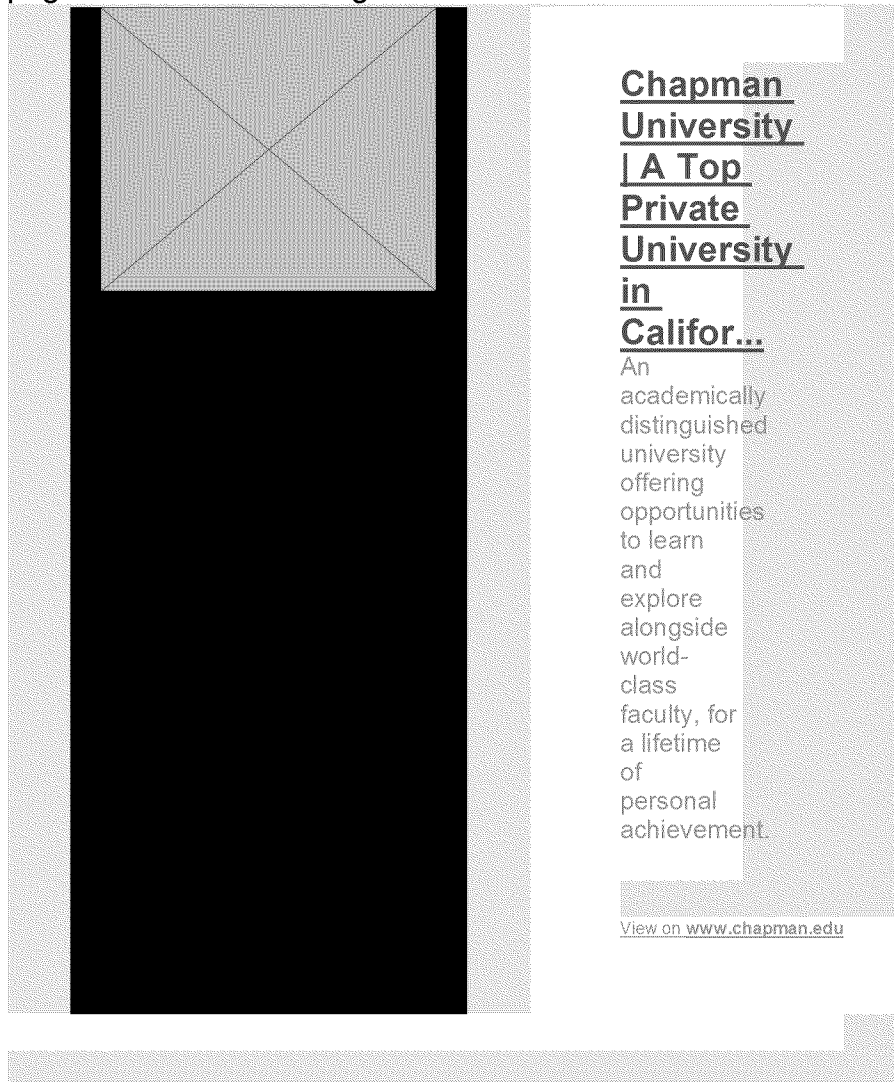 Chapman
University
| A Top
Private
University
in
Califor...
An
academically
distinguished
university
offering
opportunities
to learn
and
explore
alongside
world-
class
faculty, for
a lifetime
of
personal
achievement.
View on www.chapman.edu